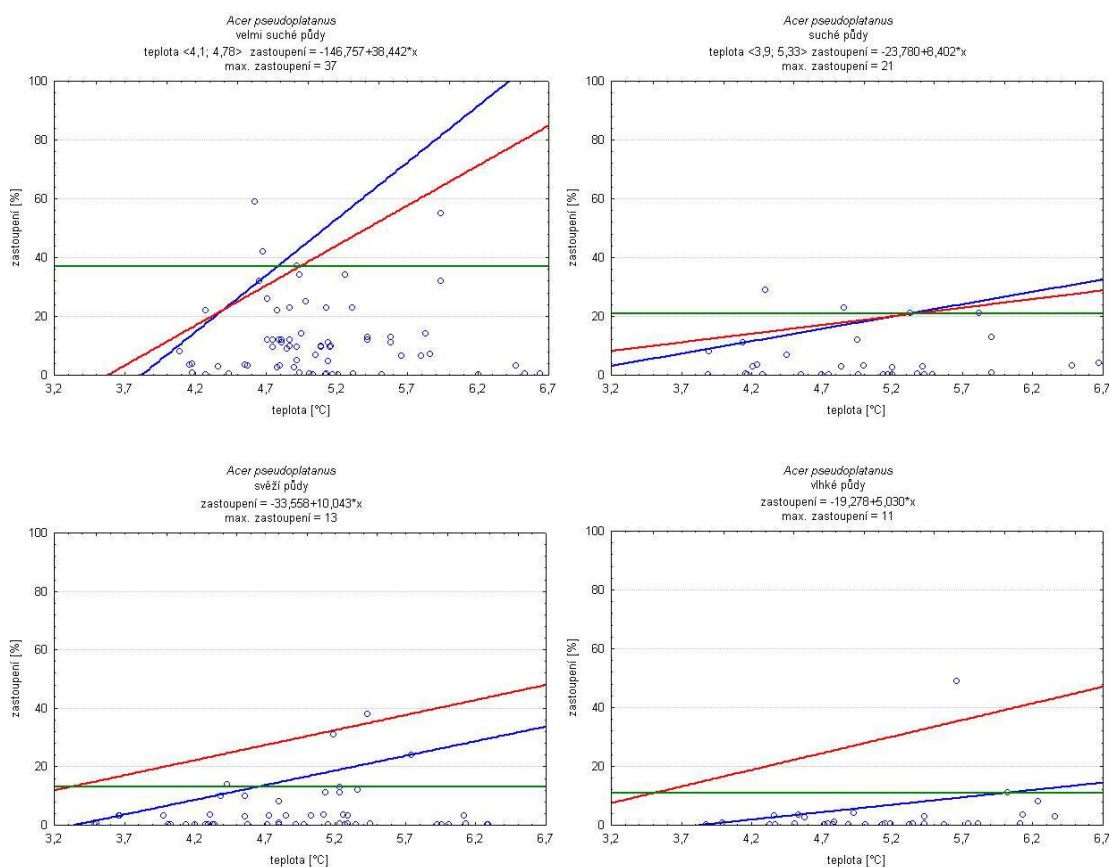 Acer pseudoplatanus
velmi suché půdy
teplota <4,1; 4,78> zastoupení = -146,757+38,442*x
max. zastoupení = 37
100
80
60
40
20
0
zastoupení [%]
3,2 3,7 4,2 4,7 5,2 5,7 6,2 6,7
teplota [°C]
Acer pseudoplatanus
suché půdy
teplota <3,9; 5,33> zastoupení = -23,780+8,402*x
max. zastoupení = 21
100
80
60
40
20
0
zastoupení [%]
3,2 3,7 4,2 4,7 5,2 5,7 6,2 6,7
teplota [°C]
Acer pseudoplatanus
svěží půdy
zastoupení = -33,558+10,043*x
max. zastoupení = 13
100
80
60
40
20
0
zastoupení [%]
3,2 3,7 4,2 4,7 5,2 5,7 6,2 6,7
teplota [°C]
Acer pseudoplatanus
vlhké půdy
zastoupení = -19,278+5,030*x
max. zastoupení = 11
100
80
60
40
20
0
zastoupení [%]
3,2 3,7 4,2 4,7 5,2 5,7 6,2 6,7
teplota [°C]